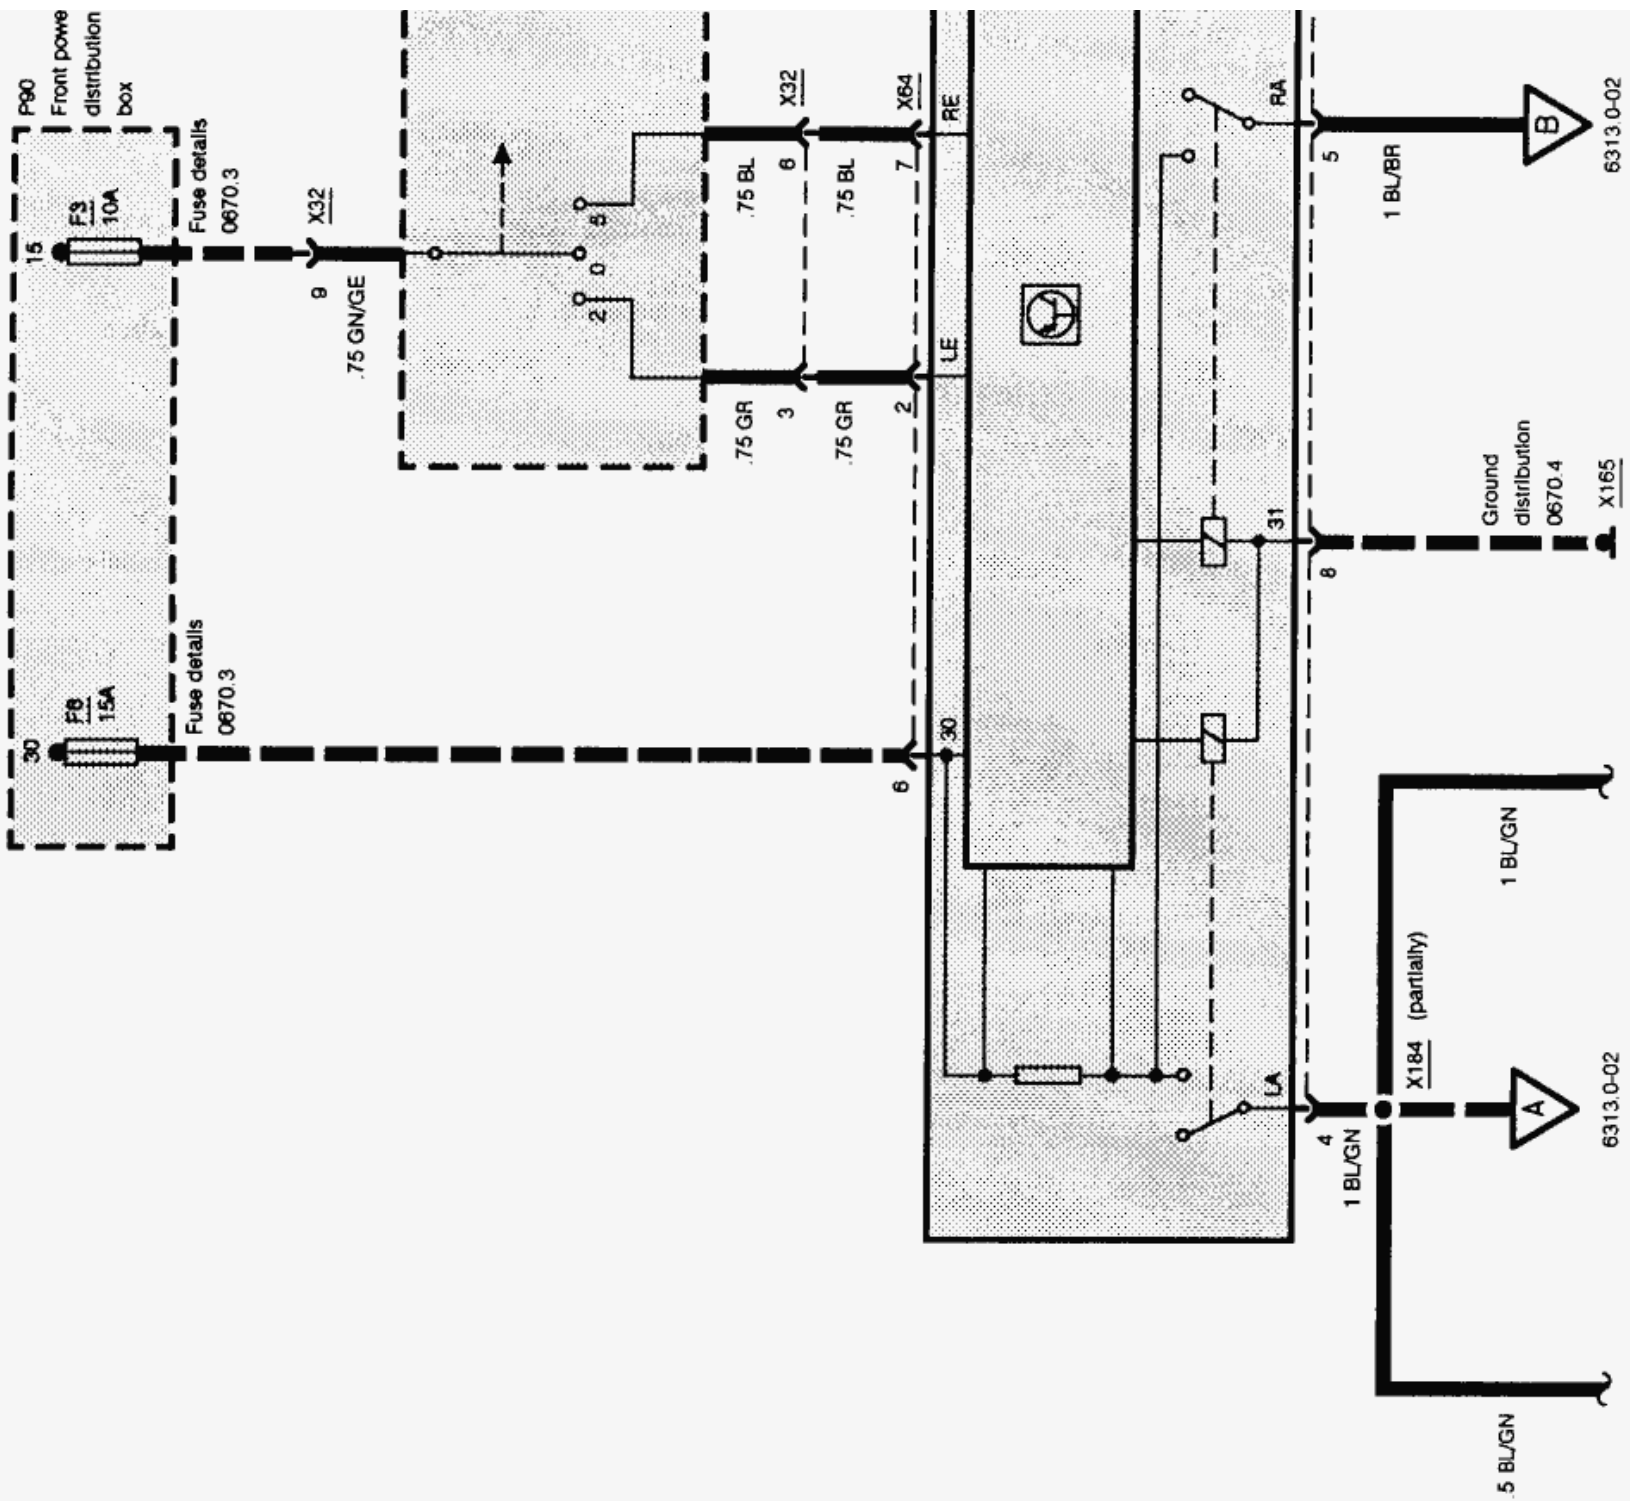 P90
Front powe
distribution
box
15
F3
10A
Fuse details
0670.3
X32
9
.75 GN/GE
2
0
5
.75 BL
6
X32
.75 BL
7
X64
RE
.75 GR
3
.75 GR
2
LE
30
F8
15A
Fuse details
0670.3
6
30
RA
5
1 BL/BR
B
6313.0-02
31
8
Ground
distribution
0670.4
X165
LA
4
1 BL/GN
X184 (partially)
A
6313.0-02
1 BL/GN
.5 BL/GN